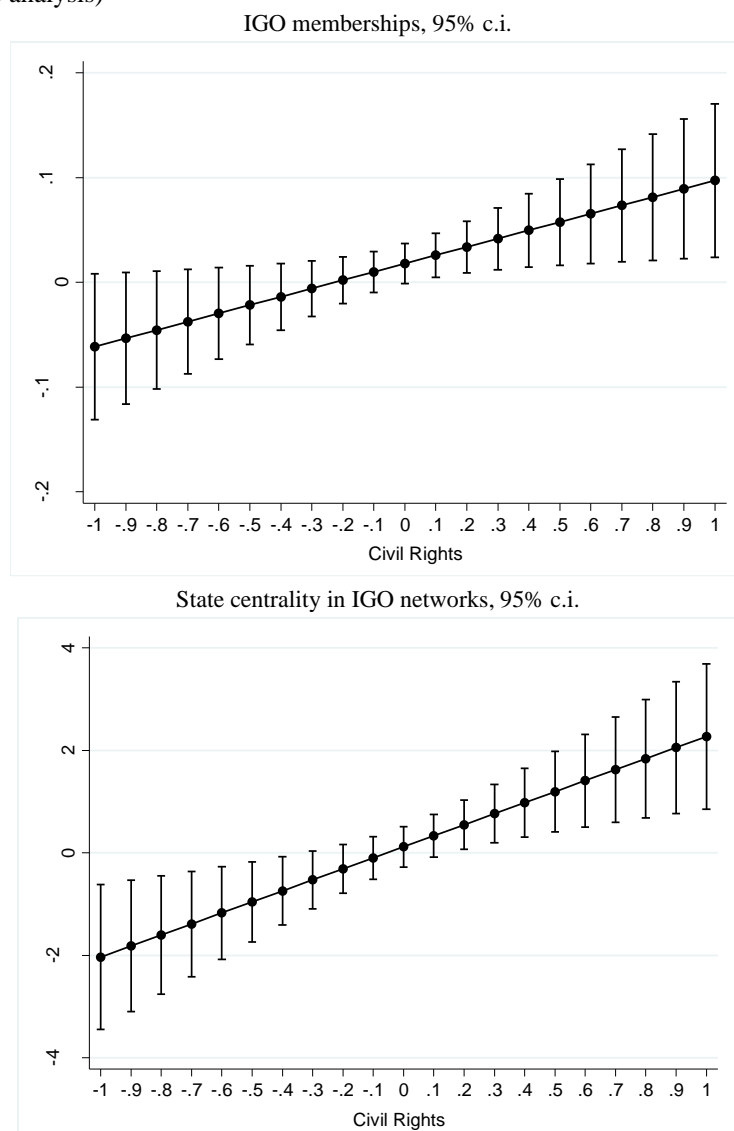 analysis)
IGO memberships, 95% c.i.
.2
.1
0
-.1
-.2
-1 -.9 -.8 -.7 -.6 -.5 -.4 -.3 -.2 -.1 0 .1 .2 .3 .4 .5 .6 .7 .8 .9 1
Civil Rights
State centrality in IGO networks, 95% c.i.
4
2
0
-2
-4
-1 -.9 -.8 -.7 -.6 -.5 -.4 -.3 -.2 -.1 0 .1 .2 .3 .4 .5 .6 .7 .8 .9 1
Civil Rights